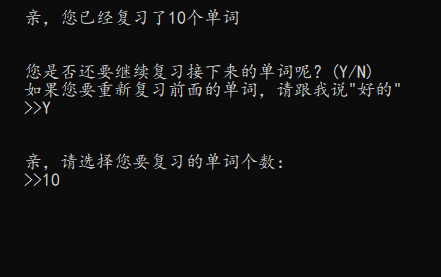 亲，您已经复习了10个单词
您是否还要继续复习接下来的单词呢？(Y/N)
如果您要重新复习前面的单词，请跟我说"好的"
>>Y
亲，请选择您要复习的单词个数：
>>10